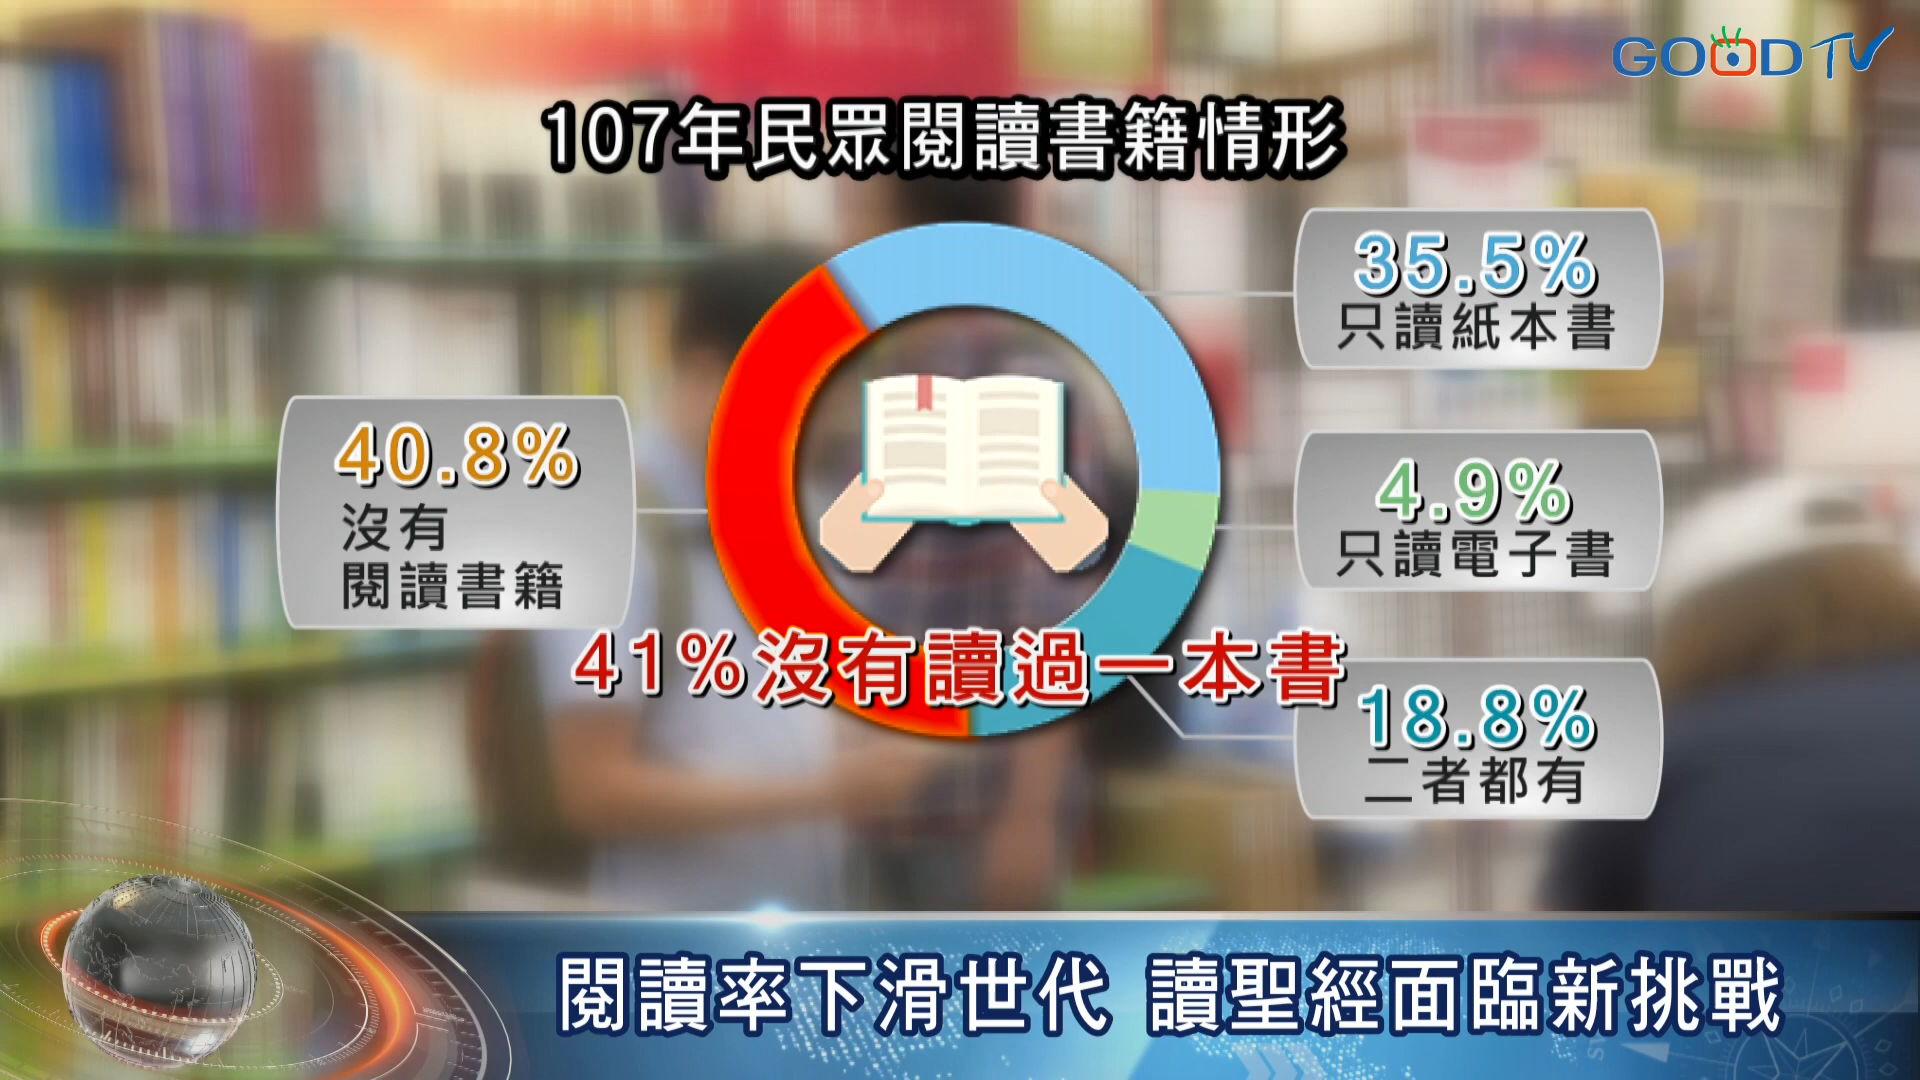 GOOD TV
107年民眾閱讀書籍情形
35.5%
只讀紙本書
40.8%
沒有
閱讀書籍
4.9%
只讀電子書
41%沒有讀過一本書
18.8%
二者都有
閱讀率下滑世代 讀聖經面臨新挑戰